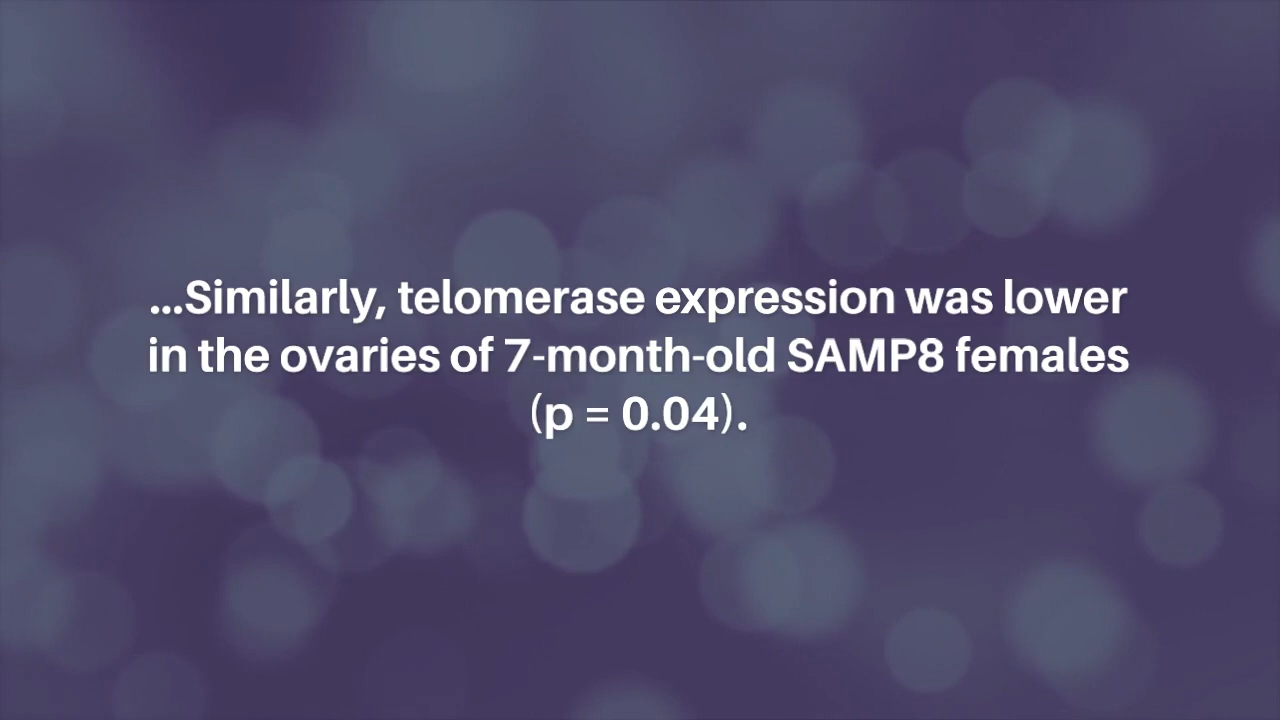 ...Similarly, telomerase expression was lower
in the ovaries of 7-month-old SAMP8 females
(p = 0.04).